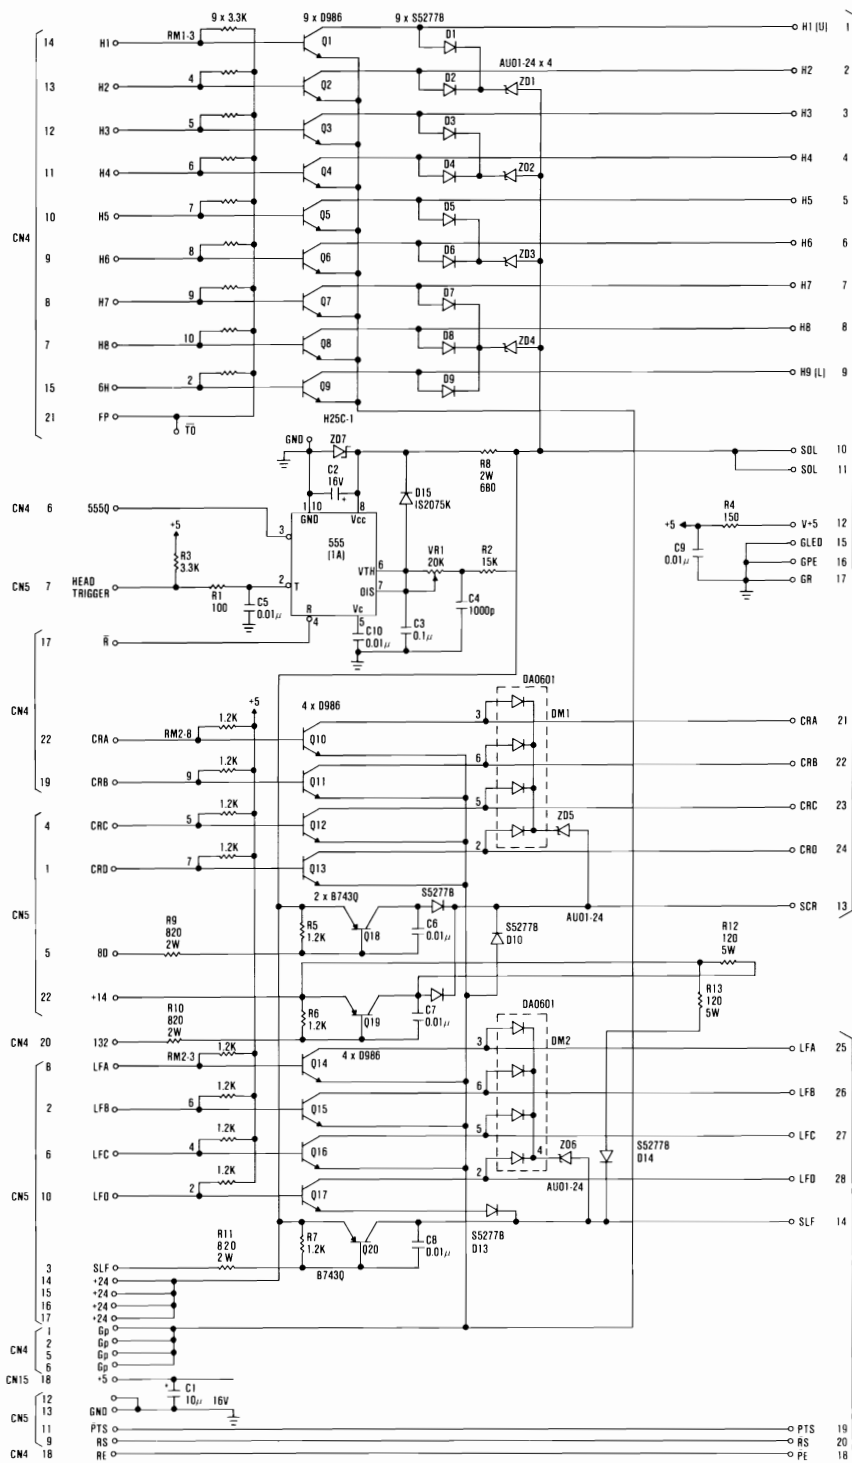 9 x 3.3K 9 x D986 9 x S5277B
14 H1 RM1-3 Q1 D1 H1 (U) 1
AU01-24 x 4
13 H2 4 Q2 D2 ZD1 H2 2
12 H3 5 Q3 D3 H3 3
11 H4 6 Q4 D4 ZD2 H4 4
10 H5 7 Q5 D5 H5 5
CN4
9 H6 8 Q6 D6 ZD3 H6 6
8 H7 9 Q7 D7 H7 7
7 H8 10 Q8 D8 ZD4 H8 8
15 6H 2 Q9 D9 H9 (L) 9
21 FP H25C-1
T0
GND ZD7 SOL 10
C2 16V R8 2W 680 SOL 11
D15 IS2075K
CN4 6 555Q 3 1 10 GND 8 Vcc R4 150 V+5 12
+5 +5
555 (1A) GLED 15
R3 3.3K VTH 6 VR1 20K R2 15K C9 0.01μ GPE 16
CN5 7 HEAD TRIGGER 2 T DIS 7 GR 17
R1 100 C5 0.01μ R 4 Vc 5 C4 1000p
C10 0.01μ C3 0.1μ
17 R
DA0601
CN4 +5 4 x D986
1.2K 3 DM1 CRA 21
22 CRA RM2-8 Q10
1.2K 6 CRB 22
19 CRB 9 Q11
1.2K 5 CRC 23
4 CRC 5 Q12
ZD5
1.2K 2 CRD 24
1 CRD 7 Q13
2 x B743Q S5277B
CN5 SCR 13
R9 820 2W R5 1.2K Q18 C6 0.01μ S5277B D10 AU01-24 R12 120 5W
5 8D
22 +14 R13 120 5W
R10 820 2W R6 1.2K Q19 C7 0.01μ DA0601
CN4 20 132
1.2K 4 x D986 3 DM2 LFA 25
8 LFA RM2-3 Q14
1.2K 6 LFB 26
2 LFB 6 Q15
1.2K 5 LFC 27
6 LFC 4 Q16 4 ZD6 S5277B D14
1.2K 2 LFD 28
CN5 10 LFD 2 Q17 AU01-24
SLF 14
R11 820 2W R7 1.2K Q20 C8 0.01μ S5277B D13
3 SLF B743Q
14 +24
15 +24
16 +24
17 +24
1 Gp
CN4 2 Gp
5 Gp
6 Gp
CN15 18 +5
12 C1 10μ 16V
CN5 13 GND
11 PTS PTS 19
9 RS RS 20
CN4 18 RE PE 18